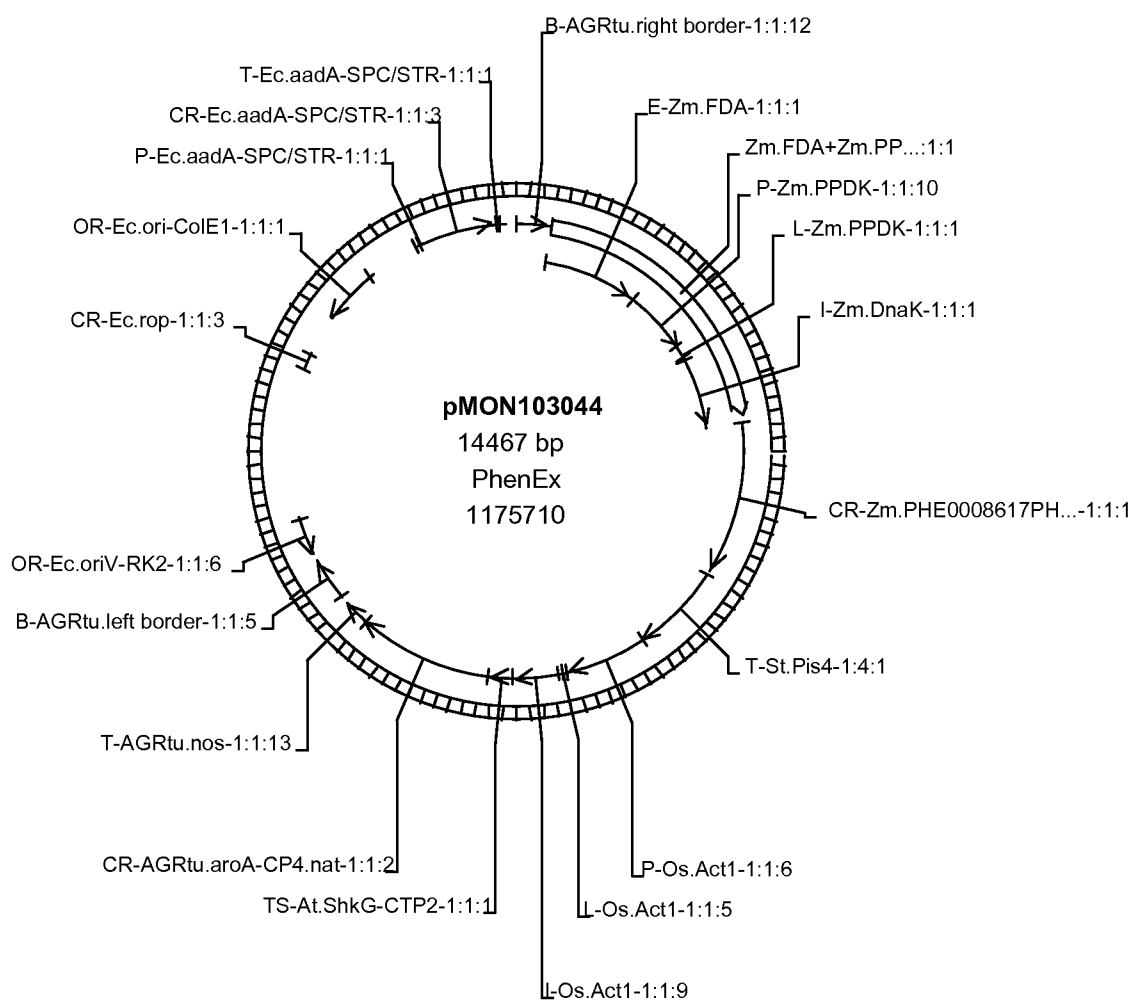 B-AGRtu.right border-1:1:12
T-Ec.aadA-SPC/STR-1:1:1
E-Zm.FDA-1:1:1
CR-Ec.aadA-SPC/STR-1:1:3
Zm.FDA+Zm.PP...:1:1
P-Ec.aadA-SPC/STR-1:1:1
P-Zm.PPDK-1:1:10
OR-Ec.ori-ColE1-1:1:1
L-Zm.PPDK-1:1:1
CR-Ec.rop-1:1:3
I-Zm.DnaK-1:1:1
pMON103044
14467 bp
PhenEx
1175710
CR-Zm.PHE0008617PH...-1:1:1
OR-Ec.oriV-RK2-1:1:6
B-AGRtu.left border-1:1:5
T-St.Pis4-1:4:1
T-AGRtu.nos-1:1:13
CR-AGRtu.aroA-CP4.nat-1:1:2
P-Os.Act1-1:1:6
TS-At.ShkG-CTP2-1:1:1
L-Os.Act1-1:1:5
I-Os.Act1-1:1:9